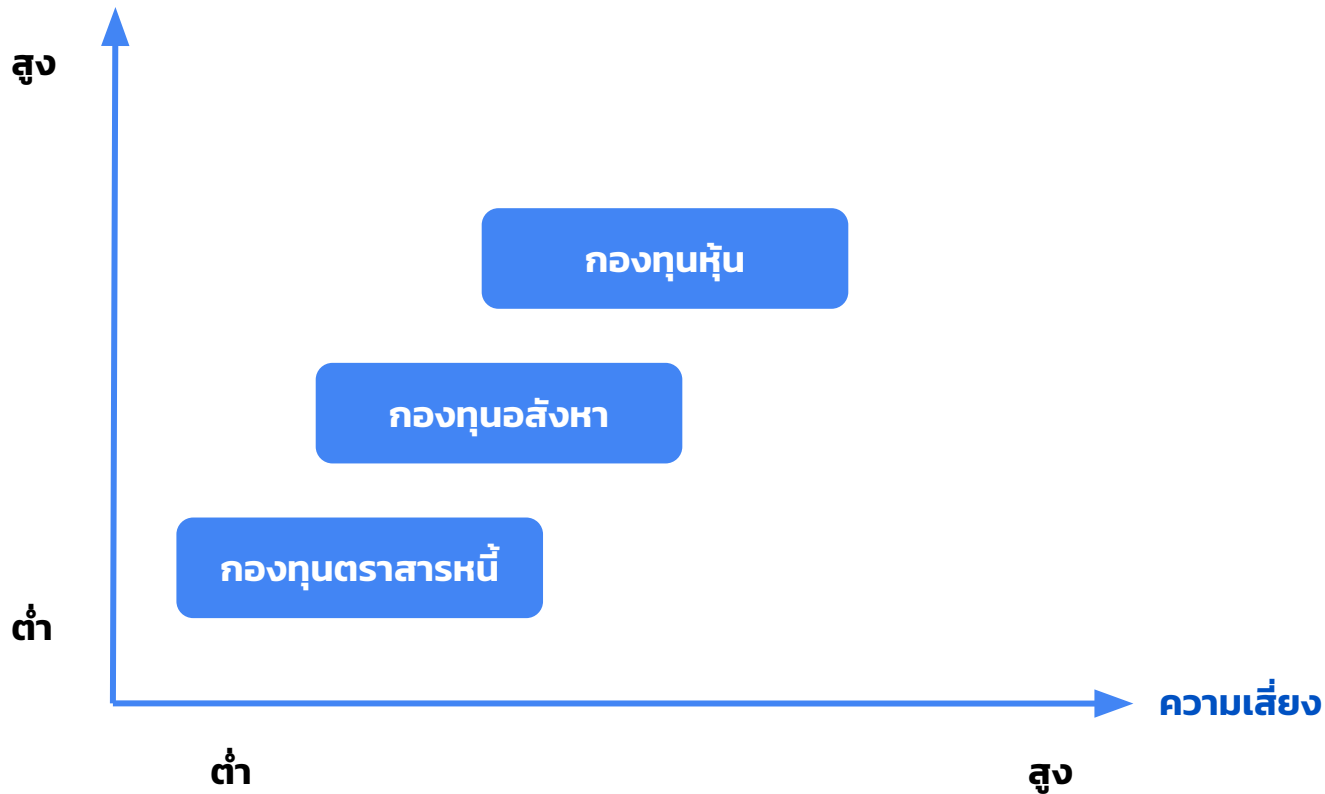 สูง
กองทุนหุ้น
กองทุนอสังหา
กองทุนตราสารหนี้
ต่ำ
ความเสี่ยง
ต่ำ
สูง